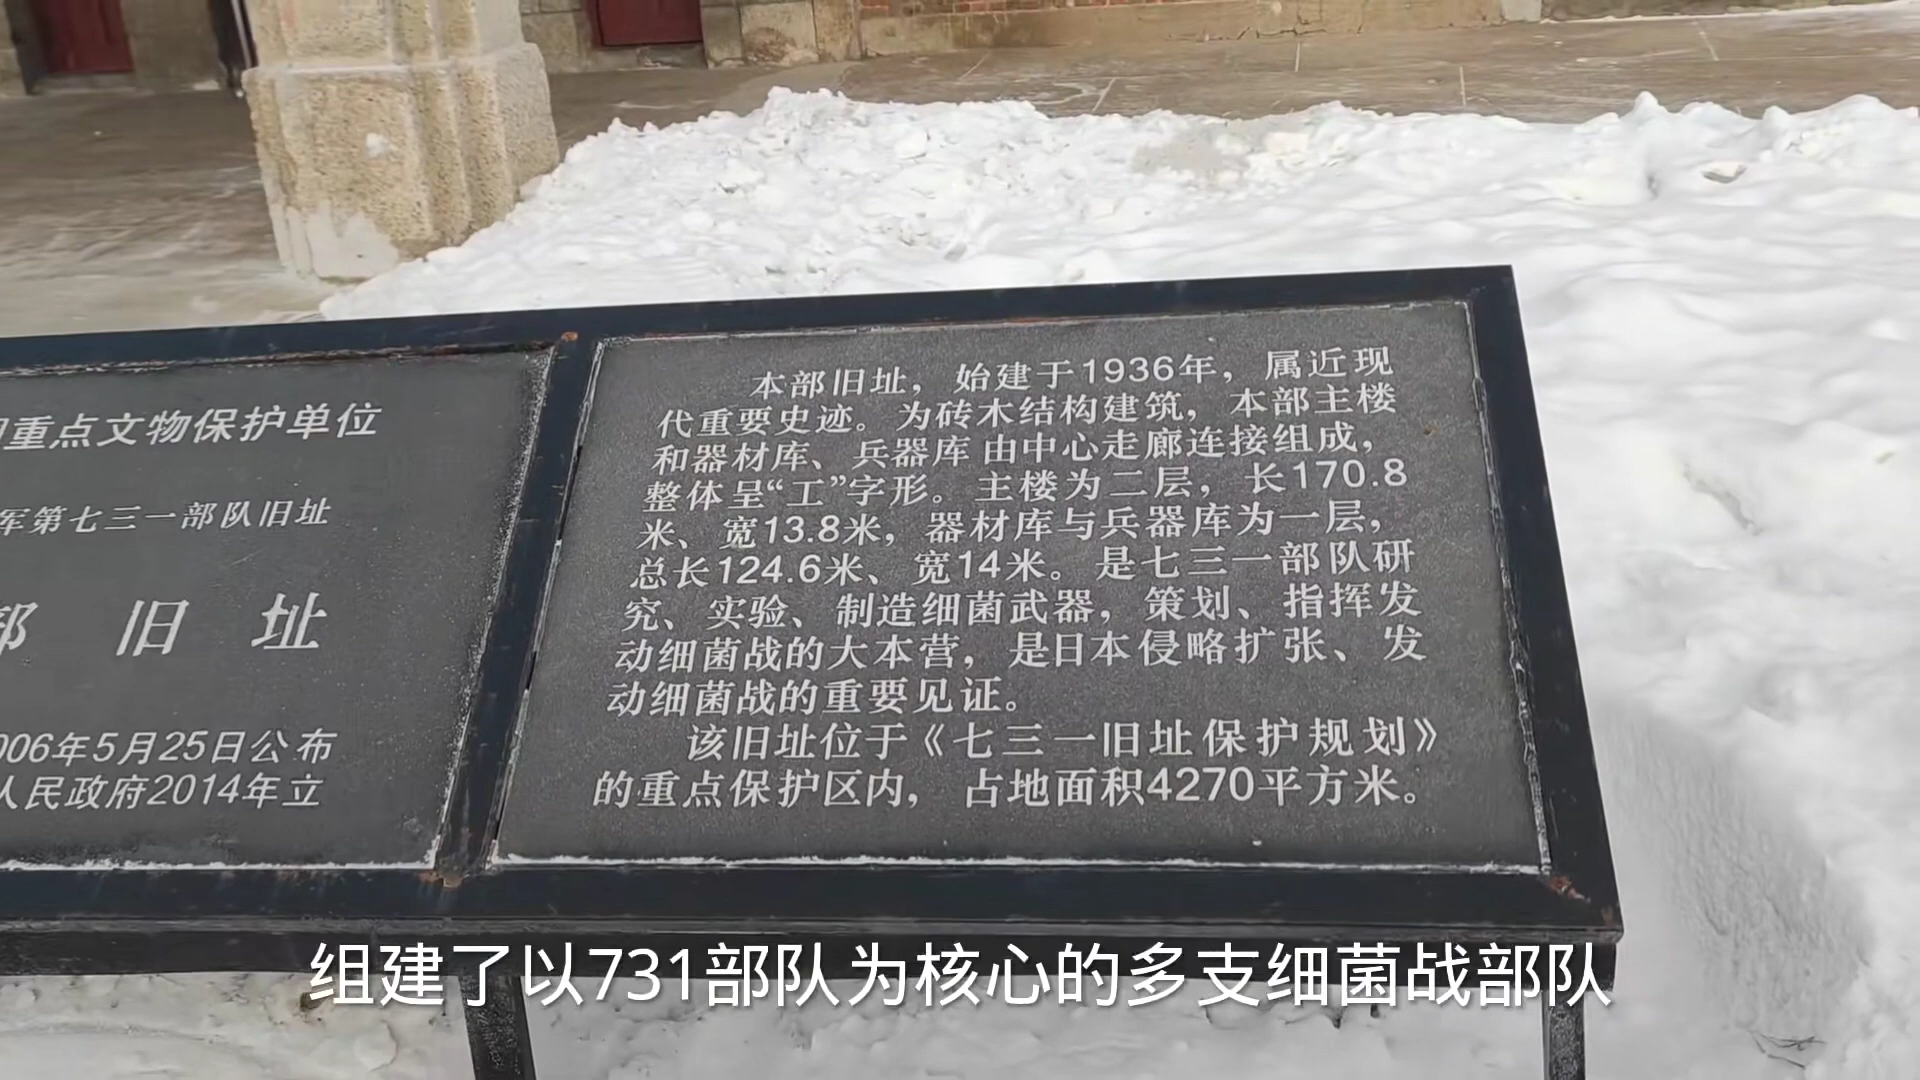 重点文物保护单位
军第七三一部队旧址
旧 址
006年5月25日公布
人民政府2014年立
本部旧址，始建于1936年，属近现
代重要史迹。为砖木结构建筑，本部主楼
和器材库、兵器库 由中心走廊连接组成，
整体呈“工”字形。主楼为二层，长170.8
米、宽13.8米，器材库与兵器库为一层，
总长124.6米、宽14米。是七三一部队研
究、实验、制造细菌武器，策划、指挥发
动细菌战的大本营，是日本侵略扩张、发
动细菌战的重要见证。
该旧址位于《七三一旧址保护规划》
的重点保护区内，占地面积4270平方米。
组建了以731部队为核心的多支细菌战部队